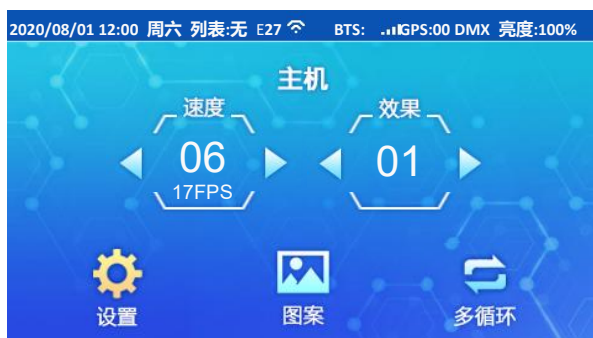 2020/08/01 12:00 周六 列表:无 E27 BTS: GPS:00 DMX 亮度:100%
主机
速度 效果
06 01
17FPS
设置 图案 多循环